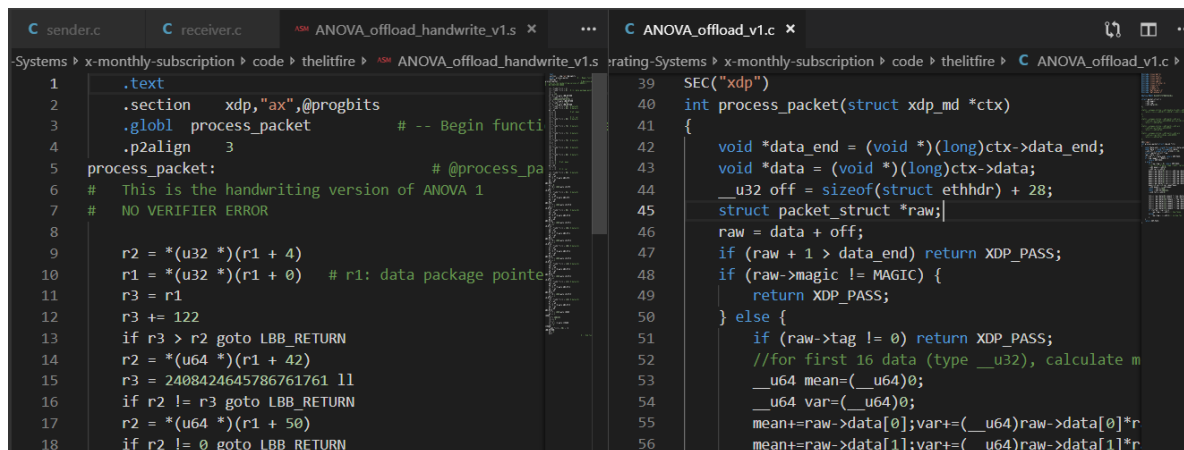 sender.c
receiver.c
ASM ANOVA_offload_handwrite_v1.s ×
-Systems › x-monthly-subscription › code › thelitfire › ASM ANOVA_offload_handwrite_v1.s
1 .text
2 .section xdp,"ax",@progbits
3 .globl process_packet # -- Begin functi
4 .p2align 3
5 process_packet: # @process_pa
6 # This is the handwriting version of ANOVA 1
7 # NO VERIFIER ERROR
8
9 r2 = *(u32 *)(r1 + 4)
10 r1 = *(u32 *)(r1 + 0) # r1: data package pointe
11 r3 = r1
12 r3 += 122
13 if r3 > r2 goto LBB_RETURN
14 r2 = *(u64 *)(r1 + 42)
15 r3 = 2408424645786761761 ll
16 if r2 != r3 goto LBB_RETURN
17 r2 = *(u64 *)(r1 + 50)
18 if r2 != 0 goto LBB_RETURN
C ANOVA_offload_v1.c ×
erating-Systems › x-monthly-subscription › code › thelitfire › C ANOVA_offload_v1.c ›
39 SEC("xdp")
40 int process_packet(struct xdp_md *ctx)
41 {
42 void *data_end = (void *)(long)ctx->data_end;
43 void *data = (void *)(long)ctx->data;
44 __u32 off = sizeof(struct ethhdr) + 28;
45 struct packet_struct *raw;
46 raw = data + off;
47 if (raw + 1 > data_end) return XDP_PASS;
48 if (raw->magic != MAGIC) {
49 return XDP_PASS;
50 } else {
51 if (raw->tag != 0) return XDP_PASS;
52 //for first 16 data (type __u32), calculate m
53 __u64 mean=(__u64)0;
54 __u64 var=(__u64)0;
55 mean+=raw->data[0];var+=(__u64)raw->data[0]*r
56 mean+=raw->data[1];var+=(__u64)raw->data[1]*r